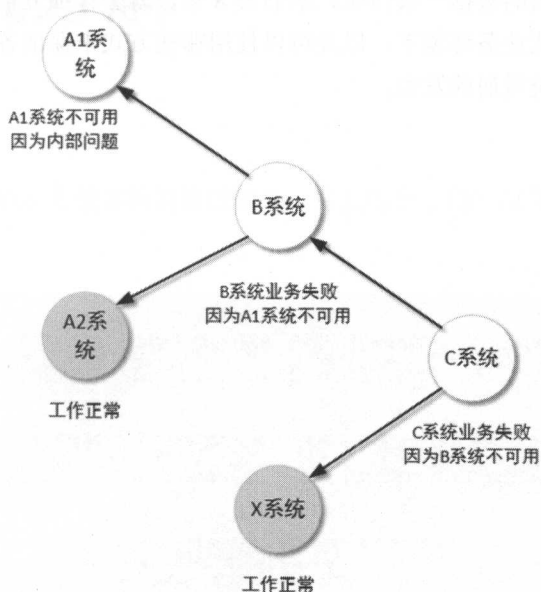 A1系
统
A1系统不可用
因为内部问题
B系统
B系统业务失败
因为A1系统不可用
A2系
统
工作正常
C系统
C系统业务失败
因为B系统不可用
X系统
工作正常